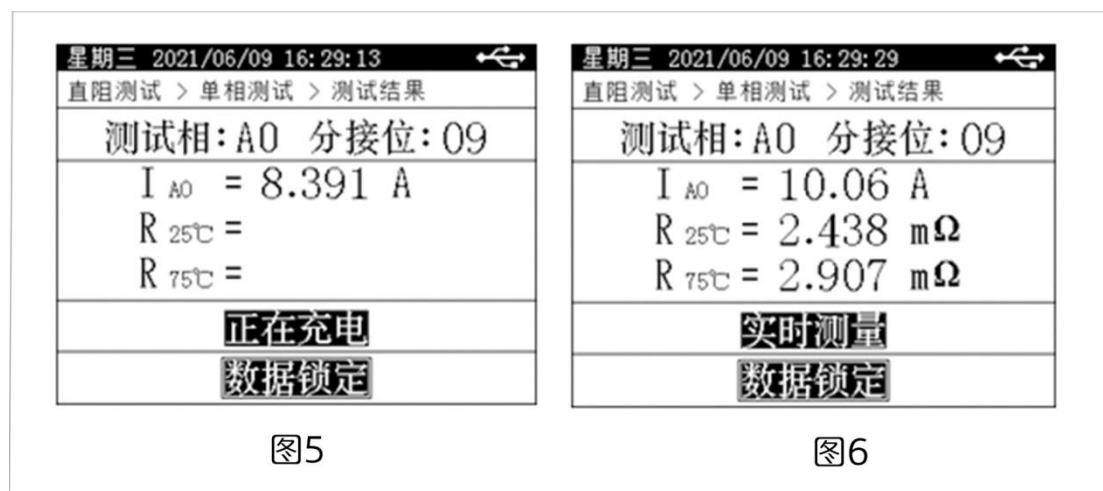 星期三 2021/06/09 16:29:13
直阻测试 > 单相测试 > 测试结果
测试相:A0 分接位:09
I A0 = 8.391 A
R 25℃ =
R 75℃ =
正在充电
数据锁定
图5
星期三 2021/06/09 16:29:29
直阻测试 > 单相测试 > 测试结果
测试相:A0 分接位:09
I A0 = 10.06 A
R 25℃ = 2.438 mΩ
R 75℃ = 2.907 mΩ
实时测量
数据锁定
图6